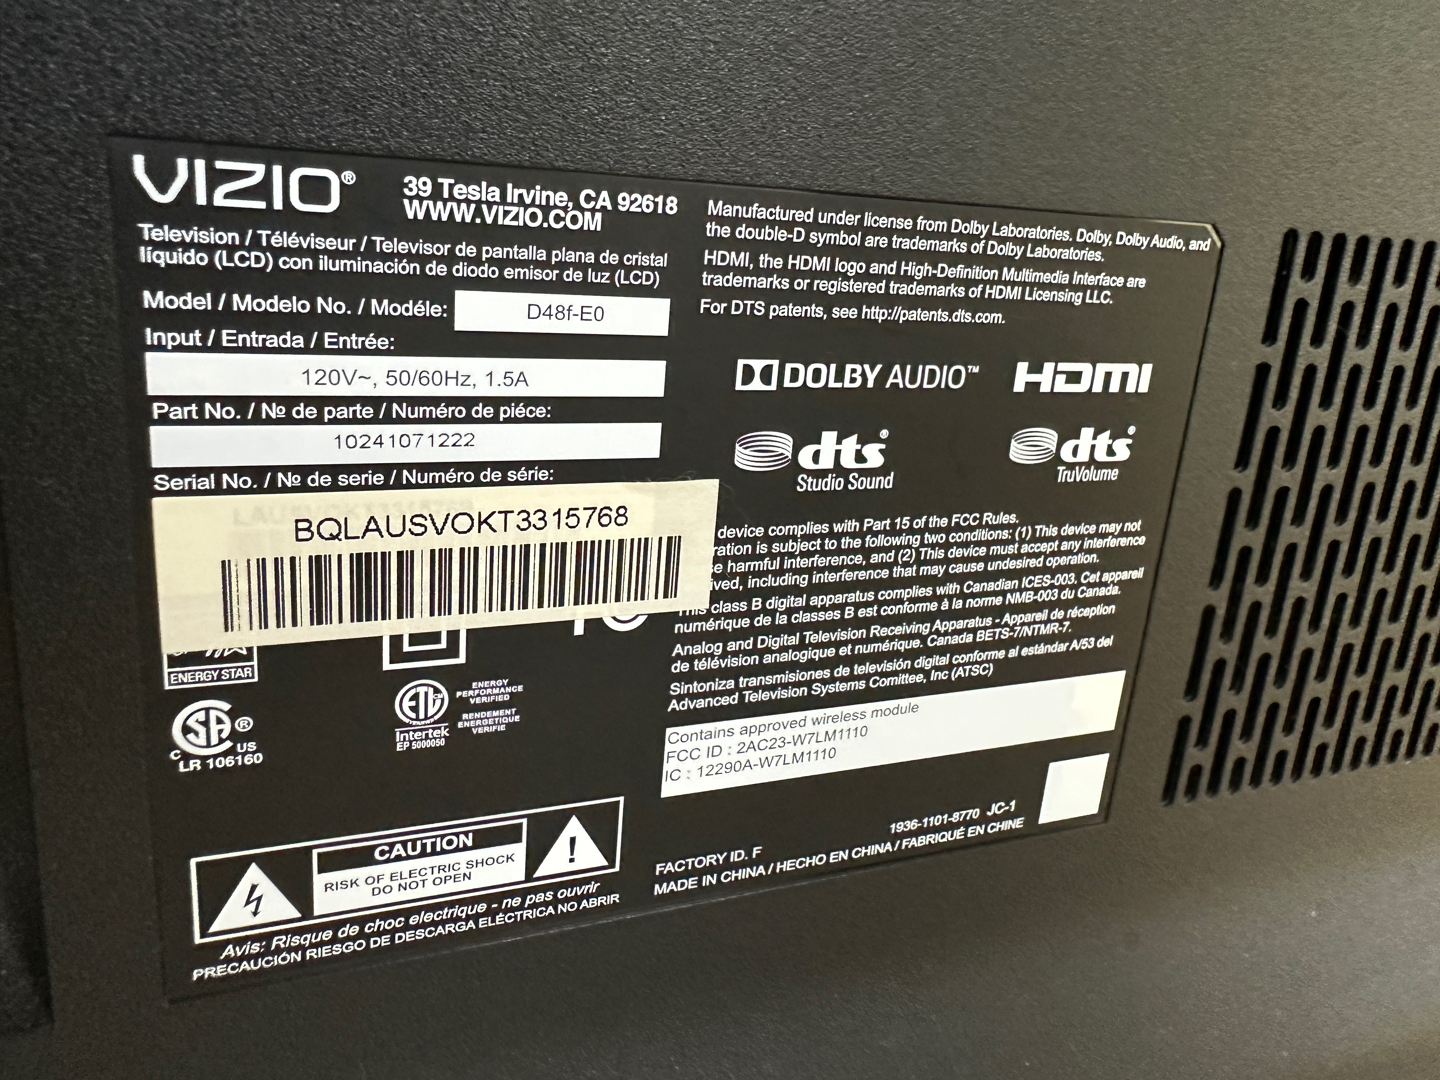 VIZIO®
39 Tesla Irvine, CA 92618
WWW.VIZIO.COM
Television / Téléviseur / Televisor de pantalla plana de cristal
líquido (LCD) con iluminación de diodo emisor de luz (LCD)
Model / Modelo No. / Modéle:
D48f-E0
Input / Entrada / Entrée:
120V~, 50/60Hz, 1.5A
Part No. / Nº de parte / Numéro de piéce:
10241071222
Serial No. / Nº de serie / Numéro de série:
BQLAUSVOKT3315768
ENERGY STAR
SA®
C US
LR 106160
ETL CM
Intertek
EP 5000050
ENERGY
PERFORMANCE
VERIFIED
RENDEMENT
ENERGETIQUE
VERIFIE
CAUTION
RISK OF ELECTRIC SHOCK
DO NOT OPEN
!
Avis: Risque de choc electrique - ne pas ouvrir
PRECAUCIÓN RIESGO DE DESCARGA ELÉCTRICA NO ABRIR
Manufactured under license from Dolby Laboratories. Dolby, Dolby Audio, and
the double-D symbol are trademarks of Dolby Laboratories.
HDMI, the HDMI logo and High-Definition Multimedia Interface are
trademarks or registered trademarks of HDMI Licensing LLC.
For DTS patents, see http://patents.dts.com.
DOLBY AUDIO™
HDMI
dts®
Studio Sound
dts®
TruVolume
device complies with Part 15 of the FCC Rules.
ration is subject to the following two conditions: (1) This device may not
se harmful interference, and (2) This device must accept any interference
ived, including interference that may cause undesired operation.
This class B digital apparatus complies with Canadian ICES-003. Cet appareil
numérique de la classes B est conforme à la norme NMB-003 du Canada.
Analog and Digital Television Receiving Apparatus - Appareil de réception
de télévision analogique et numérique. Canada BETS-7/NTMR-7.
Sintoniza transmisiones de televisión digital conforme al estándar A/53 del
Advanced Television Systems Comittee, Inc (ATSC)
Contains approved wireless module
FCC ID : 2AC23-W7LM1110
IC : 12290A-W7LM1110
1936-1101-8770 JC-1
FACTORY ID. F
MADE IN CHINA / HECHO EN CHINA / FABRIQUÉ EN CHINE